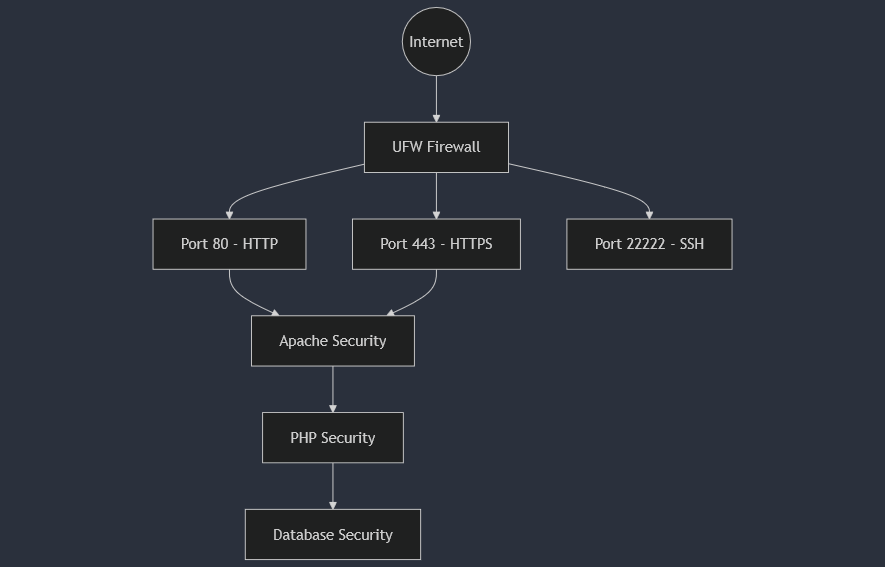 Internet
UFW Firewall
Port 80 - HTTP
Port 443 - HTTPS
Port 22222 - SSH
Apache Security
PHP Security
Database Security